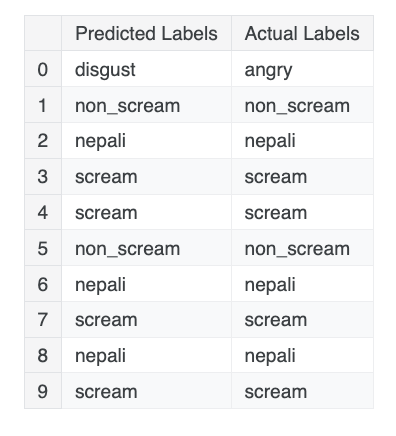 Predicted Labels Actual Labels
0 disgust angry
1 non_scream non_scream
2 nepali nepali
3 scream scream
4 scream scream
5 non_scream non_scream
6 nepali nepali
7 scream scream
8 nepali nepali
9 scream scream